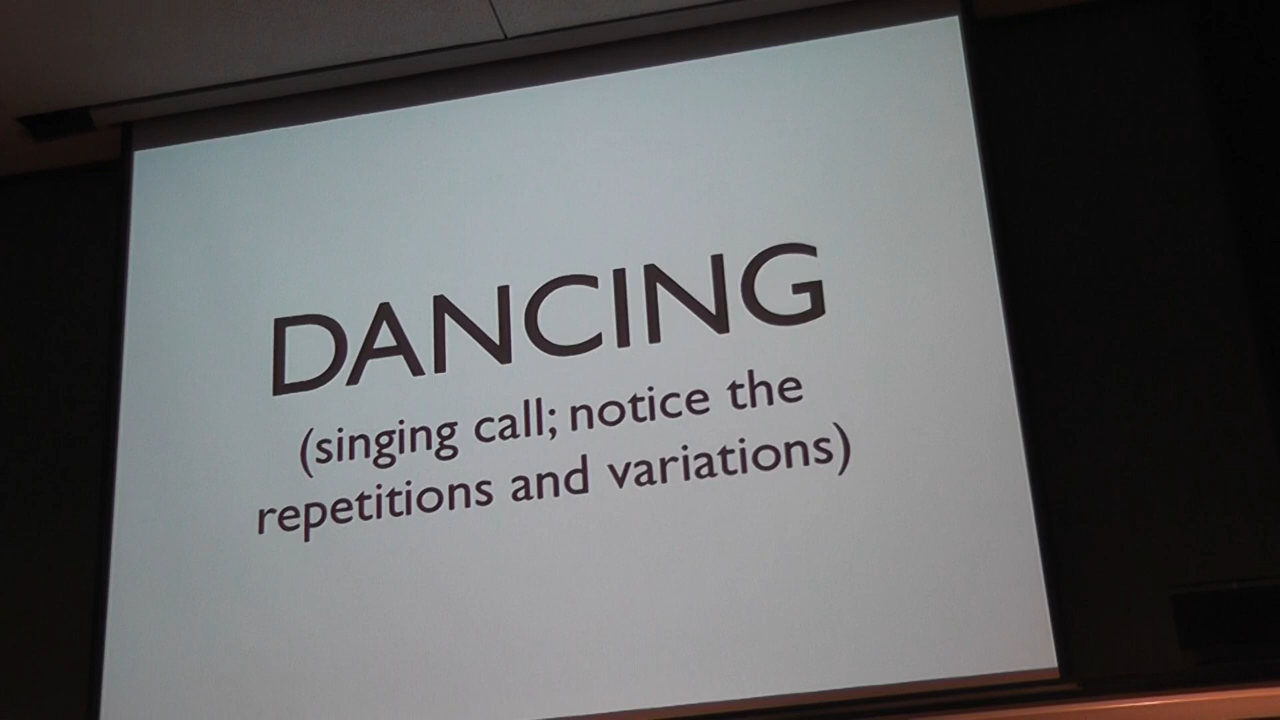 DANCING
(singing call; notice the
repetitions and variations)